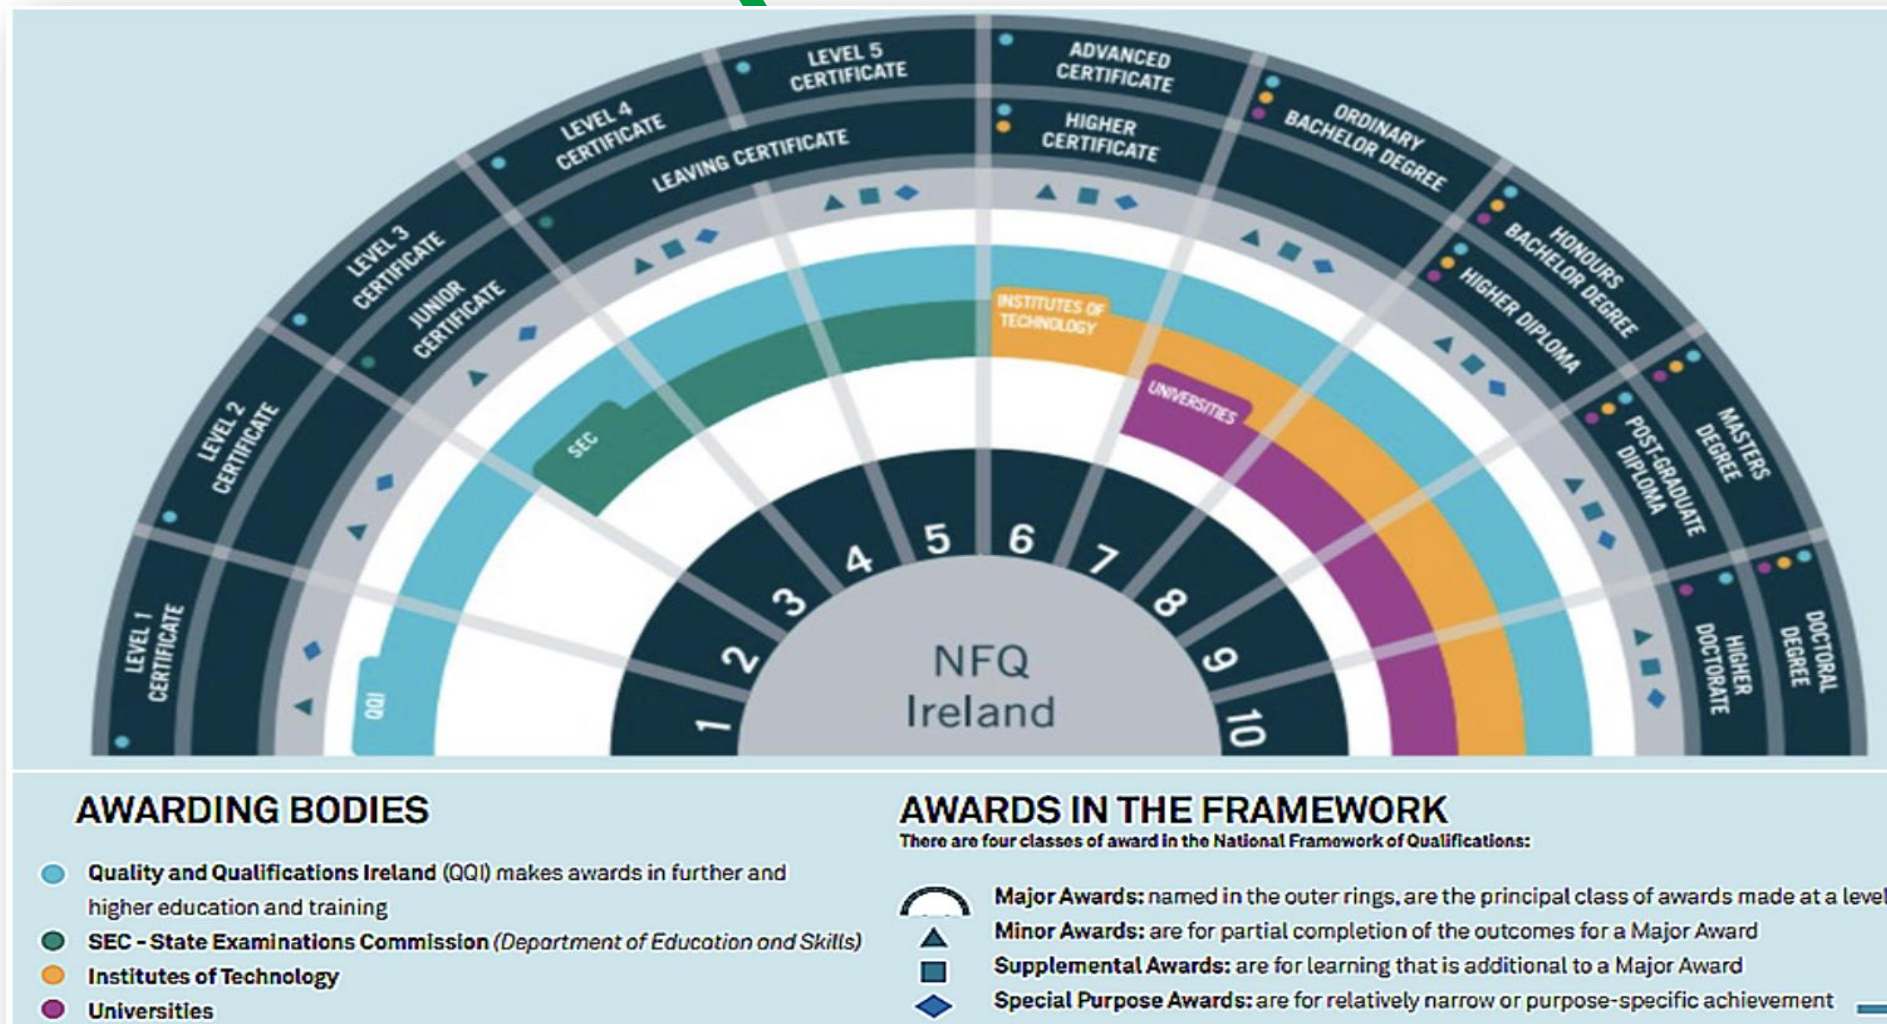 LEVEL 1
CERTIFICATE
LEVEL 2
CERTIFICATE
LEVEL 3
CERTIFICATE
JUNIOR
CERTIFICATE
LEVEL 4
CERTIFICATE
LEAVING CERTIFICATE
LEVEL 5
CERTIFICATE
ADVANCED
CERTIFICATE
HIGHER
CERTIFICATE
ORDINARY
BACHELOR DEGREE
HONOURS
BACHELOR DEGREE
HIGHER DIPLOMA
MASTERS
DEGREE
POST-GRADUATE
DIPLOMA
DOCTORAL
DEGREE
HIGHER
DOCTORATE
QQI
SEC
INSTITUTES OF
TECHNOLOGY
UNIVERSITIES
1
2
3
4
5
6
7
8
9
10
NFQ
Ireland
AWARDING BODIES
Quality and Qualifications Ireland (QQI) makes awards in further and
higher education and training
SEC - State Examinations Commission (Department of Education and Skills)
Institutes of Technology
Universities
AWARDS IN THE FRAMEWORK
There are four classes of award in the National Framework of Qualifications:
Major Awards: named in the outer rings, are the principal class of awards made at a level
Minor Awards: are for partial completion of the outcomes for a Major Award
Supplemental Awards: are for learning that is additional to a Major Award
Special Purpose Awards: are for relatively narrow or purpose-specific achievement